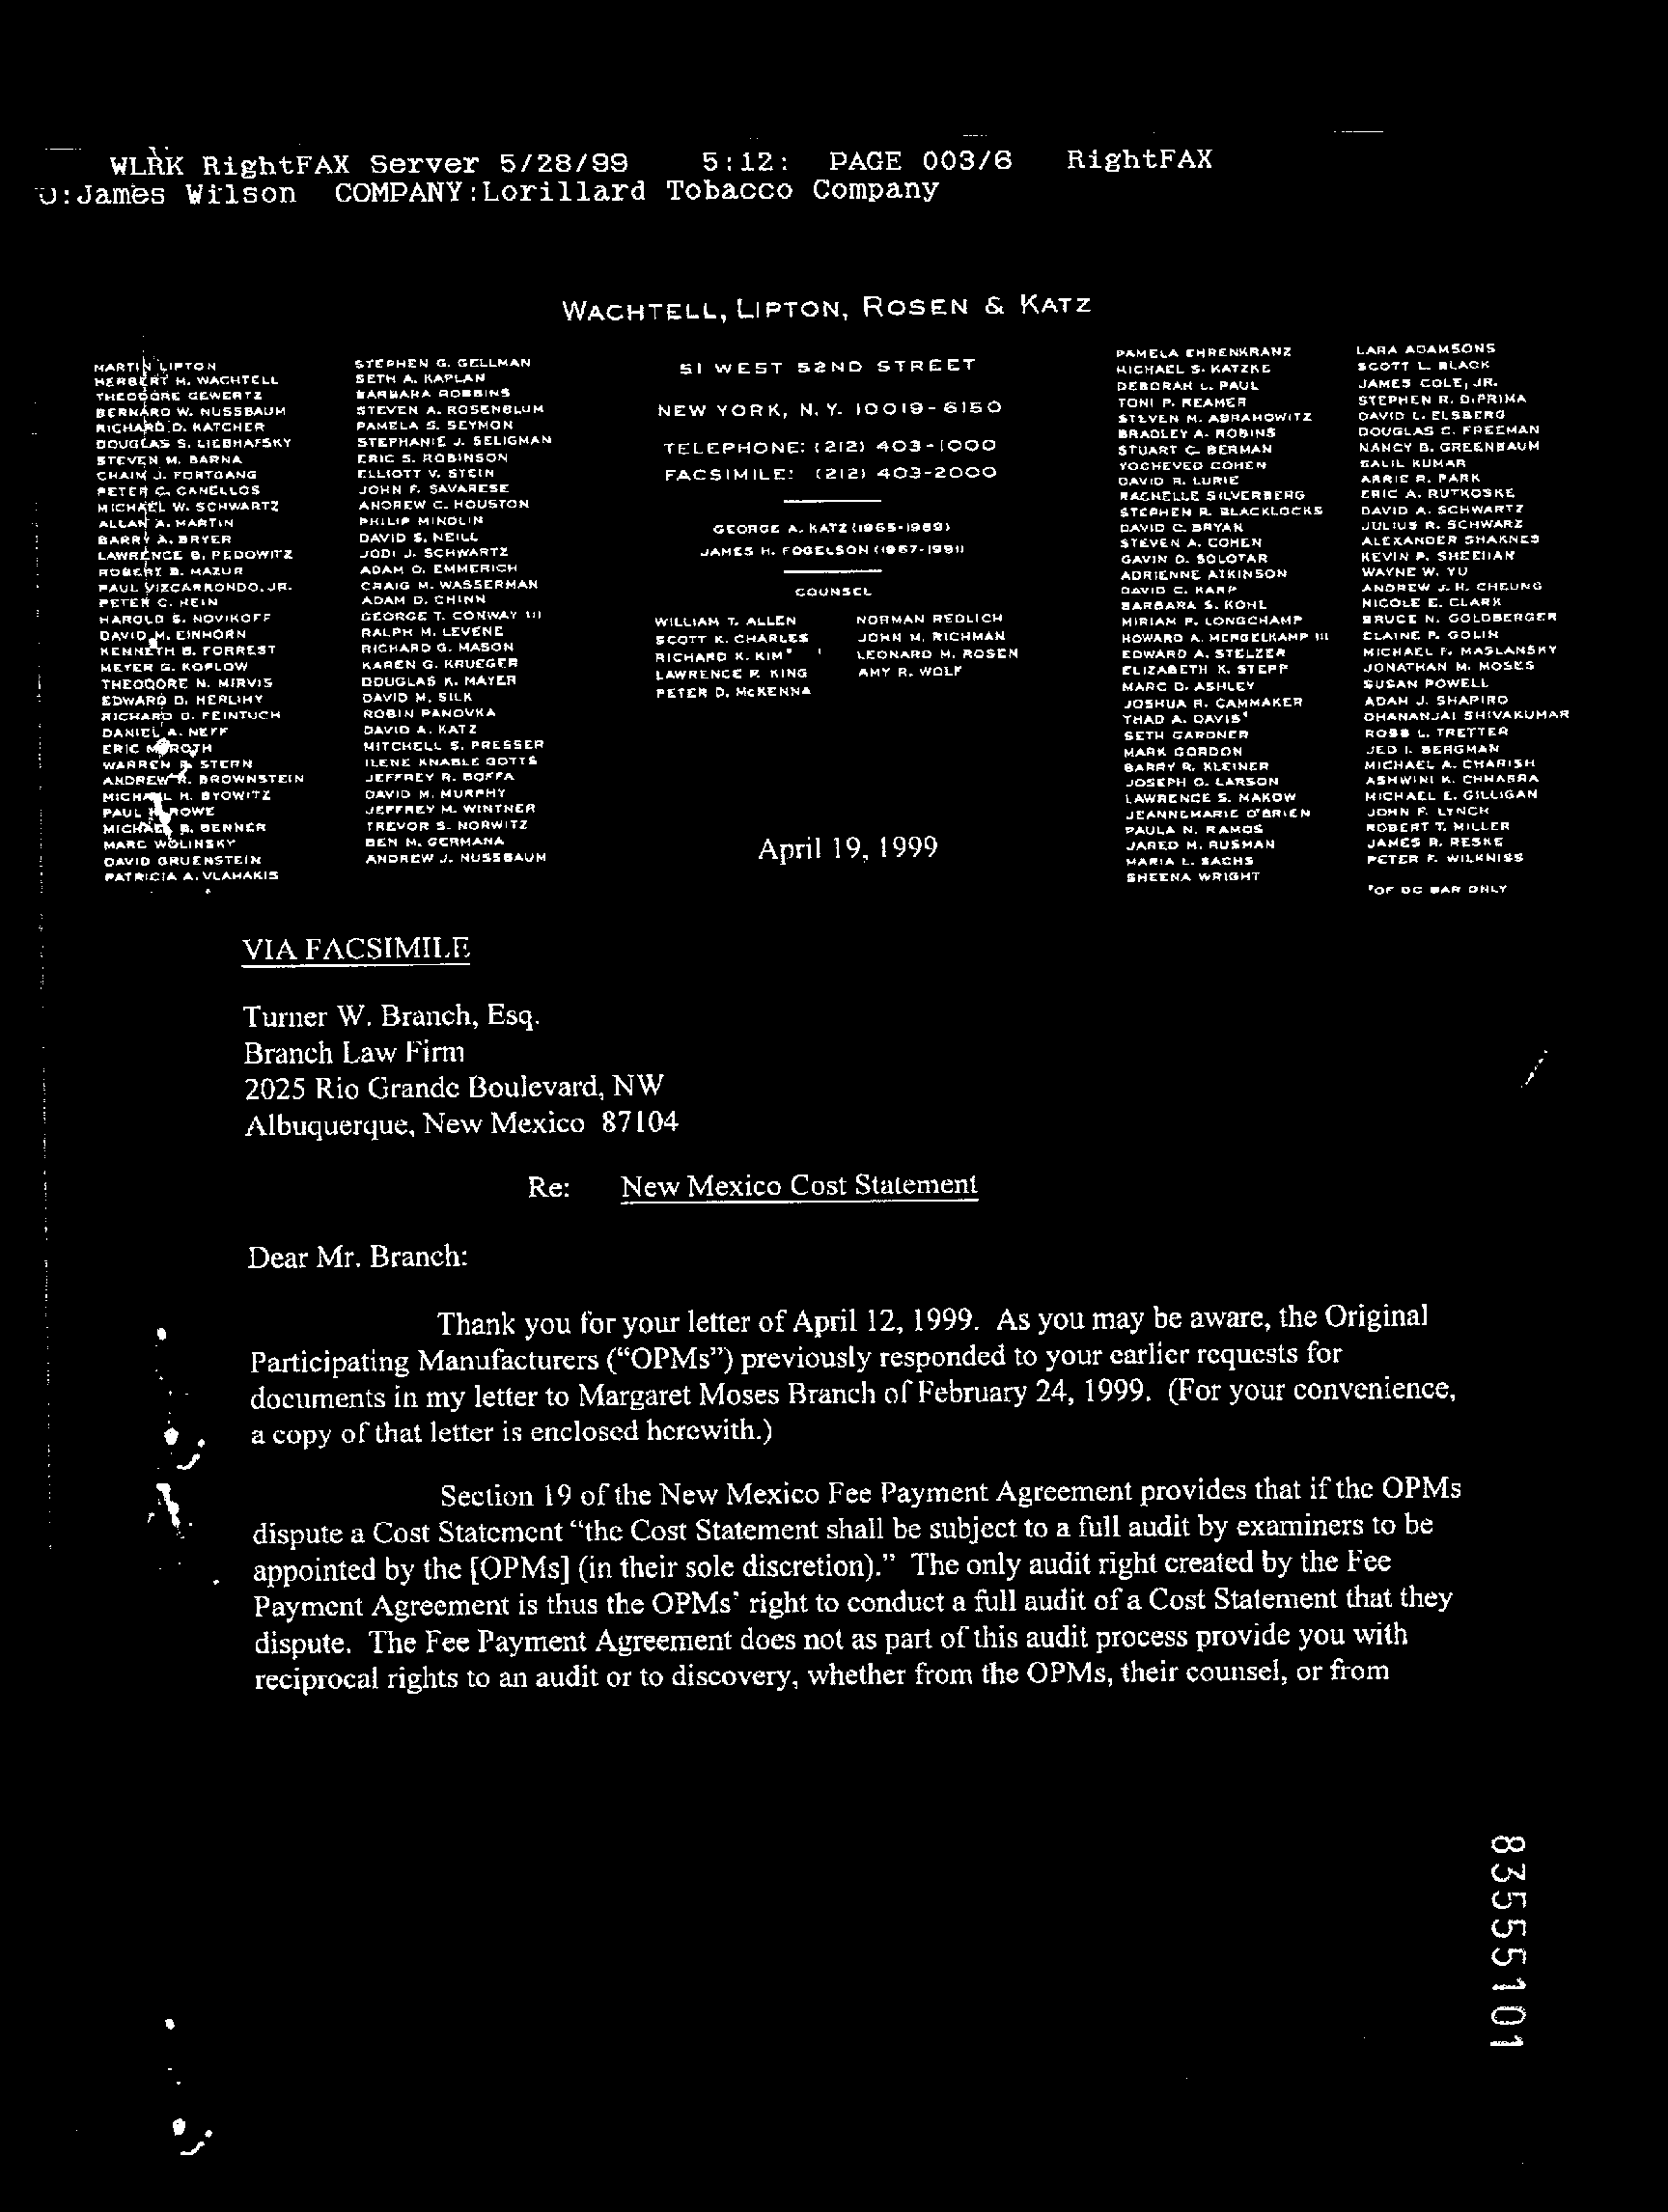 WLRK RightFAX Server 5/28/99 5:12: PAGE 003/6 RightFAX
:James Wilson COMPANY:Lorillard Tobacco Company
WACHTELL, LIPTON, ROSEN & KATZ
MARTIN LIPTON
HERBERT M. WACHTELL
THEODORE GEWERTZ
BERNARD W. NUSSBAUM
RICHARD D. KATCHER
DOUGLAS S. LIEBHAFSKY
STEVEN M. BARNA
CHAIM J. FORTGANG
PETER C. CANELLOS
MICHAEL W. SCHWARTZ
ALLAN A. MARTIN
BARRY A. BRYER
LAWRENCE B. PEDOWITZ
ROBERT B. MAZUR
PAUL VIZCARRONDO, JR.
PETER C. HEIN
HAROLD S. NOVIKOFF
DAVID M. EINHORN
KENNETH B. FORREST
MEYER G. KOPLOW
THEODORE N. MIRVIS
EDWARD D. HERLIHY
RICHARD D. FEINTUCH
DANIEL A. NEFF
ERIC M. ROTH
WARREN R. STERN
ANDREW R. BROWNSTEIN
MICHAEL H. BYOWITZ
PAUL K. ROWE
MICHAEL B. BENNER
MARC WOLINSKY
DAVID GRUENSTEIN
PATRICIA A. VLAHAKIS
STEPHEN G. GELLMAN
SETH A. KAPLAN
BARBARA ROBBINS
STEVEN A. ROSENBLUM
PAMELA S. SEYMON
STEPHANIE J. SELIGMAN
ERIC S. ROBINSON
ELLIOTT V. STEIN
JOHN F. SAVARESE
ANDREW C. HOUSTON
PHILIP MINDLIN
DAVID S. NEILL
JODI J. SCHWARTZ
ADAM O. EMMERICH
CRAIG M. WASSERMAN
ADAM D. CHINN
GEORGE T. CONWAY III
RALPH M. LEVENE
RICHARD G. MASON
KAREN G. KRUEGER
DOUGLAS K. MAYER
DAVID M. SILK
ROBIN PANOVKA
DAVID A. KATZ
MITCHELL S. PRESSER
ILENE KNABLE GOTTS
JEFFREY R. BOFFA
DAVID M. MURPHY
JEFFREY M. WINTNER
TREVOR S. NORWITZ
BEN M. GERMANA
ANDREW J. NUSSBAUM
51 WEST 52ND STREET
NEW YORK, N.Y. 10019-6150
TELEPHONE: (212) 403-1000
FACSIMILE: (212) 403-2000
GEORGE A. KATZ (1965-1989)
JAMES H. FOGELSON (1967-1991)
COUNSEL
WILLIAM T. ALLEN NORMAN REDLICH
SCOTT K. CHARLES JOHN M. RICHMAN
RICHARD K. KIM* LEONARD M. ROSEN
LAWRENCE P. KING AMY R. WOLF
PETER D. McKENNA
April 19, 1999
PAMELA EHRENKRANZ
MICHAEL S. KATZKE
DEBORAH L. PAUL
TONI P. REAMER
STEVEN M. ABRAMOWITZ
BRADLEY A. ROBINS
STUART C. BERMAN
YOCHEVED COHEN
DAVID R. LURIE
RACHELLE SILVERBERG
STEPHEN R. BLACKLOCKS
DAVID C. BRYAN
STEVEN A. COHEN
GAVIN D. SOLOTAR
ADRIENNE ATKINSON
DAVID C. KARP
BARBARA S. KOHL
MIRIAM P. LONGCHAMP
HOWARD A. MERGELKAMP III
EDWARD A. STELZER
ELIZABETH K. STEPP
MARC D. ASHLEY
JOSHUA R. CAMMAKER
THAD A. DAVIS*
SETH GARDNER
MARK GORDON
BARRY R. KLEINER
JOSEPH D. LARSON
LAWRENCE S. MAKOW
JEANNEMARIE O'BRIEN
PAULA N. RAMOS
JARED M. RUSMAN
MARIA L. SACHS
SHEENA WRIGHT
LARA ADAMSONS
SCOTT L. BLACK
JAMES COLE, JR.
STEPHEN R. DiPRIMA
DAVID L. ELSBERG
DOUGLAS C. FREEMAN
NANCY B. GREENBAUM
GALIL KUMAR
ARRIE R. PARK
ERIC A. RUTKOSKE
DAVID A. SCHWARTZ
JULIUS R. SCHWARZ
ALEXANDER SHAKNES
KEVIN P. SHEEHAN
WAYNE W. YU
ANDREW J. H. CHEUNG
NICOLE E. CLARK
BRUCE N. GOLDBERGER
ELAINE P. GOLIN
MICHAEL F. MASLANSKY
JONATHAN M. MOSES
SUSAN POWELL
ADAM J. SHAPIRO
DHANANJAI SHIVAKUMAR
ROSS L. TRETTER
JED I. BERGMAN
MICHAEL A. CHARISH
ASHWINI K. CHHABRA
MICHAEL E. GILLIGAN
JOHN F. LYNCH
ROBERT T. MILLER
JAMES R. RESKE
PETER F. WILKNISS
*OF DC BAR ONLY
VIA FACSIMILE
Turner W. Branch, Esq.
Branch Law Firm
2025 Rio Grande Boulevard, NW
Albuquerque, New Mexico 87104
Re: New Mexico Cost Statement
Dear Mr. Branch:
Thank you for your letter of April 12, 1999. As you may be aware, the Original
Participating Manufacturers (“OPMs”) previously responded to your earlier requests for
documents in my letter to Margaret Moses Branch of February 24, 1999. (For your convenience,
a copy of that letter is enclosed herewith.)
Section 19 of the New Mexico Fee Payment Agreement provides that if the OPMs
dispute a Cost Statement “the Cost Statement shall be subject to a full audit by examiners to be
appointed by the [OPMs] (in their sole discretion).” The only audit right created by the Fee
Payment Agreement is thus the OPMs’ right to conduct a full audit of a Cost Statement that they
dispute. The Fee Payment Agreement does not as part of this audit process provide you with
reciprocal rights to an audit or to discovery, whether from the OPMs, their counsel, or from
83555101